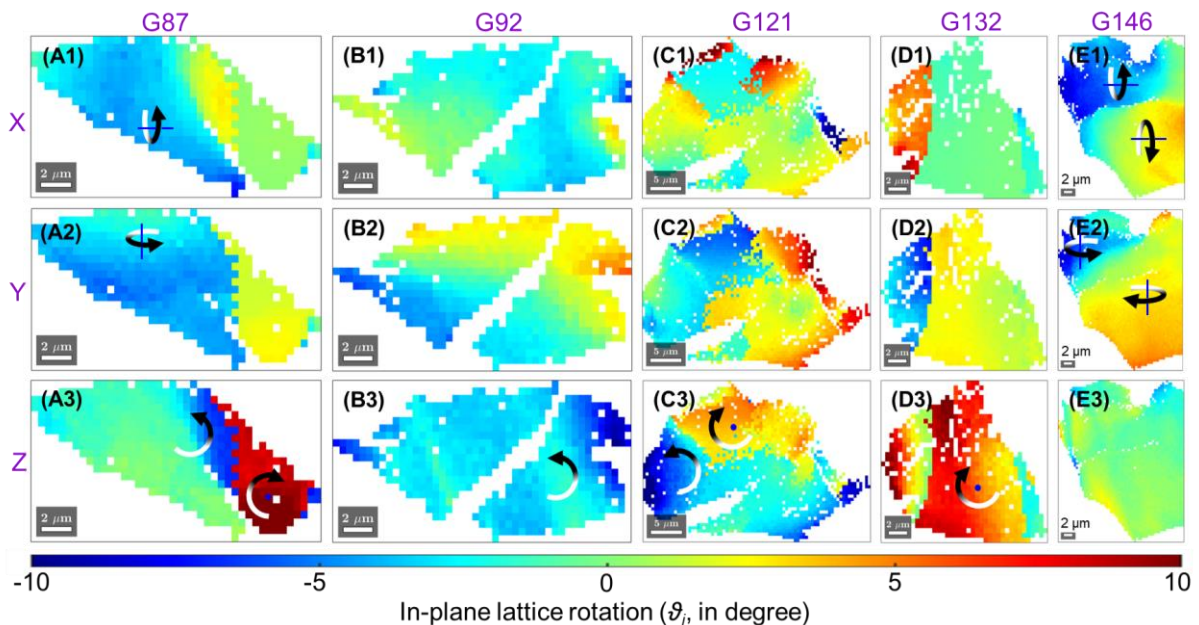 G87 G92 G121 G132 G146
X (A1) (B1) (C1) (D1) (E1)
2 μm 2 μm 5 μm 2 μm 2 μm
Y (A2) (B2) (C2) (D2) (E2)
2 μm 2 μm 5 μm 2 μm 2 μm
Z (A3) (B3) (C3) (D3) (E3)
2 μm 2 μm 5 μm 2 μm 2 μm
-10 -5 0 5 10
In-plane lattice rotation (ϑᵢ, in degree)